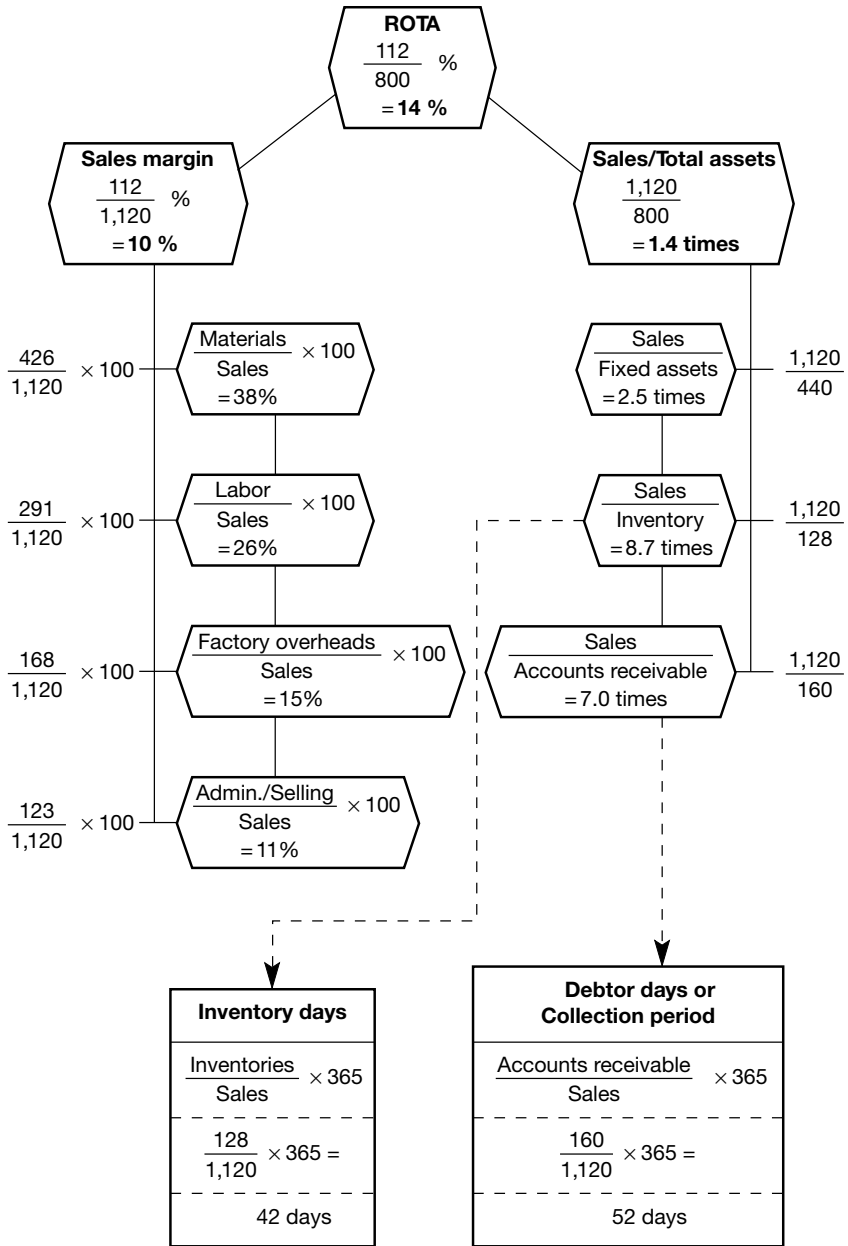 ROTA
112
800
%
= 14 %
Sales margin
112
1,120
%
= 10 %
Sales/Total assets
1,120
800
= 1.4 times
426
1,120
× 100
Materials
Sales
× 100
= 38%
Sales
Fixed assets
= 2.5 times
1,120
440
291
1,120
× 100
Labor
Sales
× 100
= 26%
Sales
Inventory
= 8.7 times
1,120
128
168
1,120
× 100
Factory overheads
Sales
× 100
= 15%
Sales
Accounts receivable
= 7.0 times
1,120
160
123
1,120
× 100
Admin./Selling
Sales
× 100
= 11%
Inventory days
Inventories
Sales
× 365
128
1,120
× 365 =
42 days
Debtor days or
Collection period
Accounts receivable
Sales
× 365
160
1,120
× 365 =
52 days